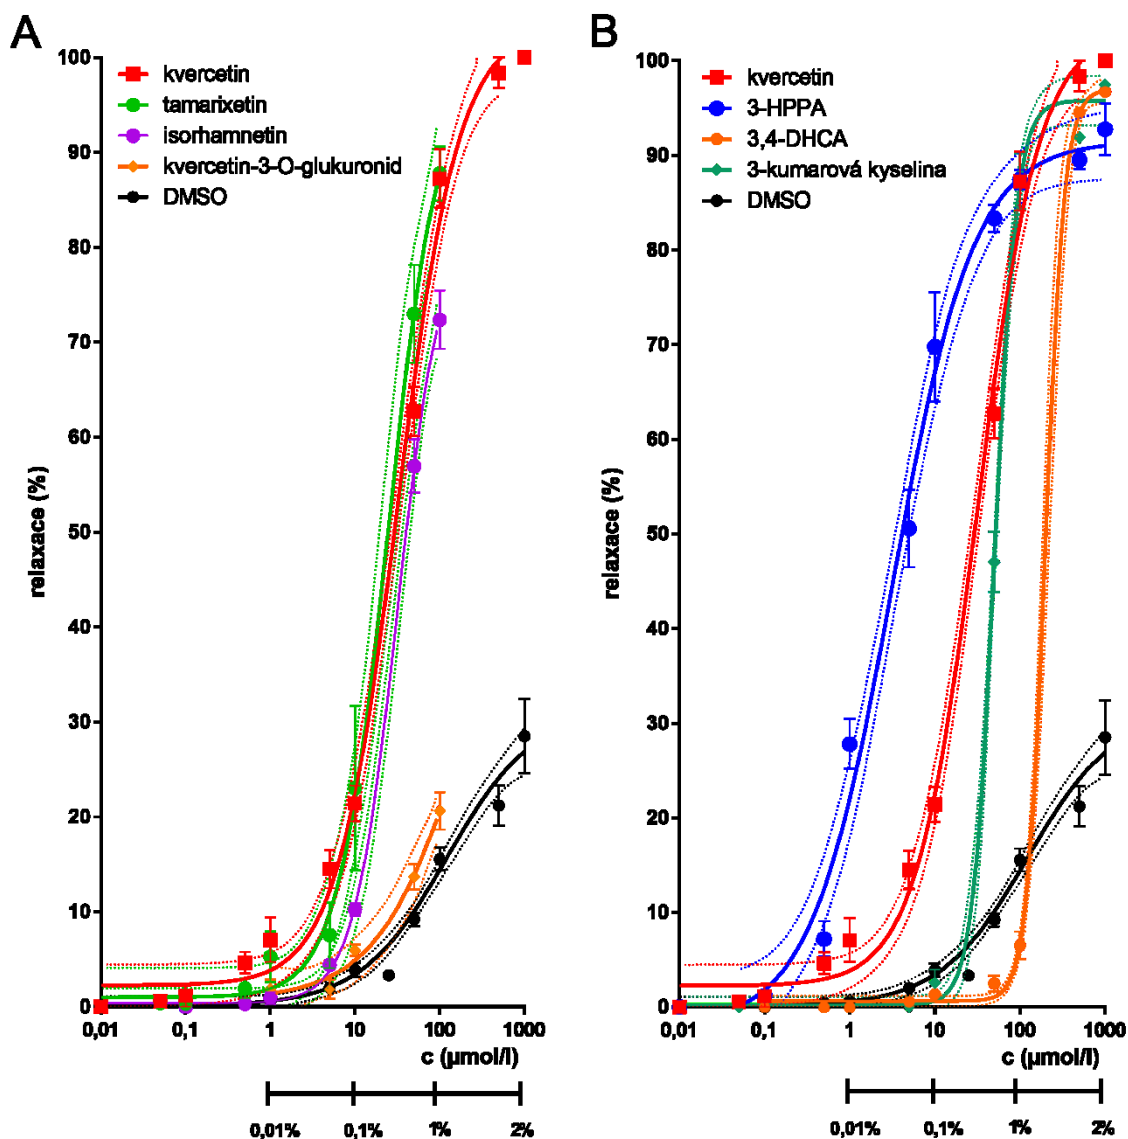 A
kvercetin
tamarixetin
isorhamnetin
kvercetin-3-O-glukuronid
DMSO
relaxace (%)
100
90
80
70
60
50
40
30
20
10
0
0,01
0,1
1
10
100
1000
c (µmol/l)
0,01%
0,1%
1%
2%
B
kvercetin
3-HPPA
3,4-DHCA
3-kumarová kyselina
DMSO
relaxace (%)
100
90
80
70
60
50
40
30
20
10
0
0,01
0,1
1
10
100
1000
c (µmol/l)
0,01%
0,1%
1%
2%